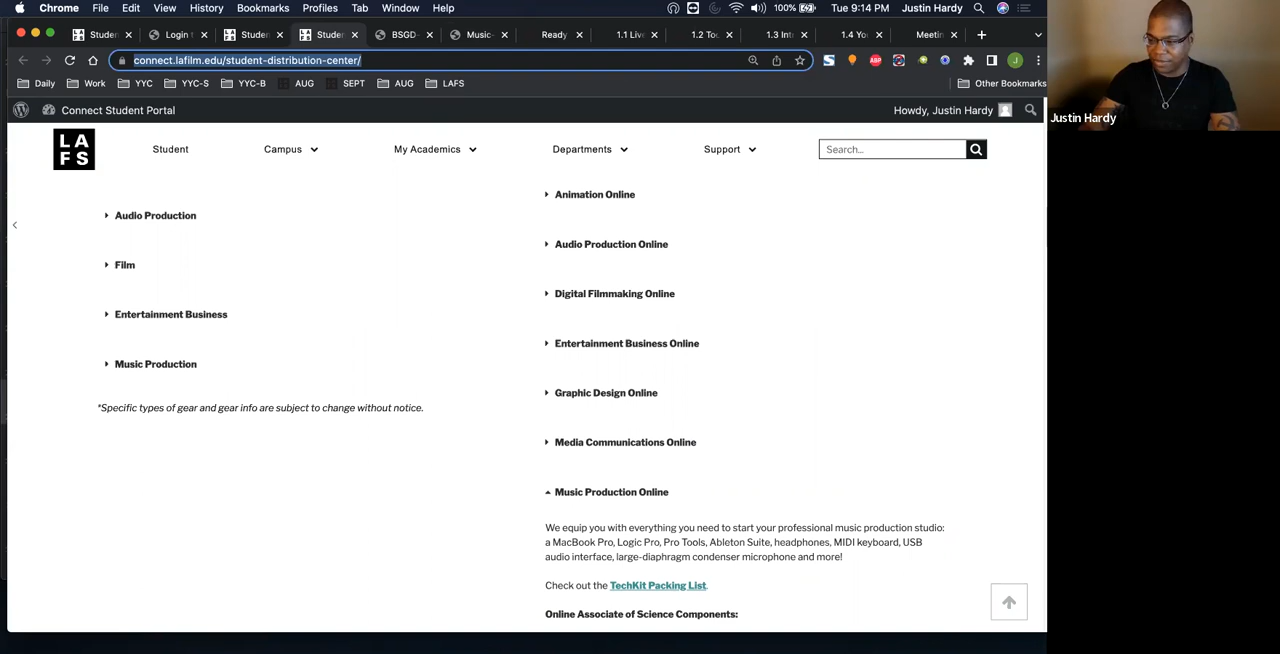 Chrome File Edit View History Bookmarks Profiles Tab Window Help 100% Tue 9:14 PM Justin Hardy
Studen Login t Studen Studen BSGD- Music- Ready 1.1 Live 1.2 Too 1.3 Intr 1.4 Yo Meetin
connect.lafilm.edu/student-distribution-center/ ABP J
Daily Work YYC YYC-S YYC-B AUG SEPT AUG LAFS Other Bookmarks
Connect Student Portal Howdy, Justin Hardy
Justin Hardy
LA
FS
Student Campus My Academics Departments Support Search...
Audio Production
Film
Entertainment Business
Music Production
*Specific types of gear and gear info are subject to change without notice.
Animation Online
Audio Production Online
Digital Filmmaking Online
Entertainment Business Online
Graphic Design Online
Media Communications Online
Music Production Online
We equip you with everything you need to start your professional music production studio:
a MacBook Pro, Logic Pro, Pro Tools, Ableton Suite, headphones, MIDI keyboard, USB
audio interface, large-diaphragm condenser microphone and more!
Check out the TechKit Packing List.
Online Associate of Science Components: